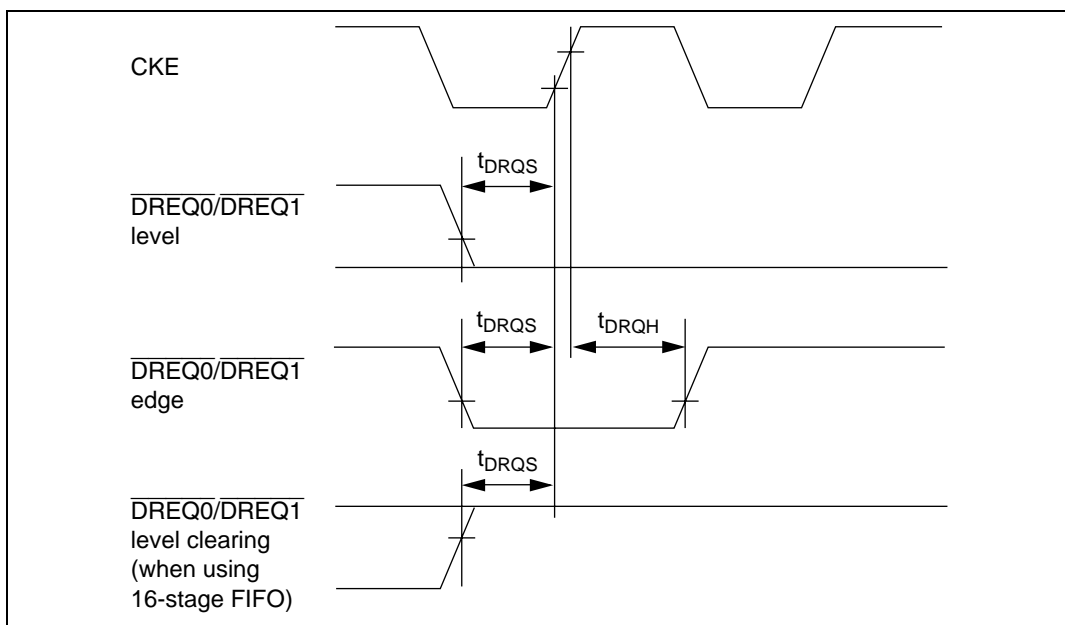 CKE
tDRQS
DREQ0/DREQ1
level
tDRQS
tDRQH
DREQ0/DREQ1
edge
tDRQS
DREQ0/DREQ1
level clearing
(when using
16-stage FIFO)